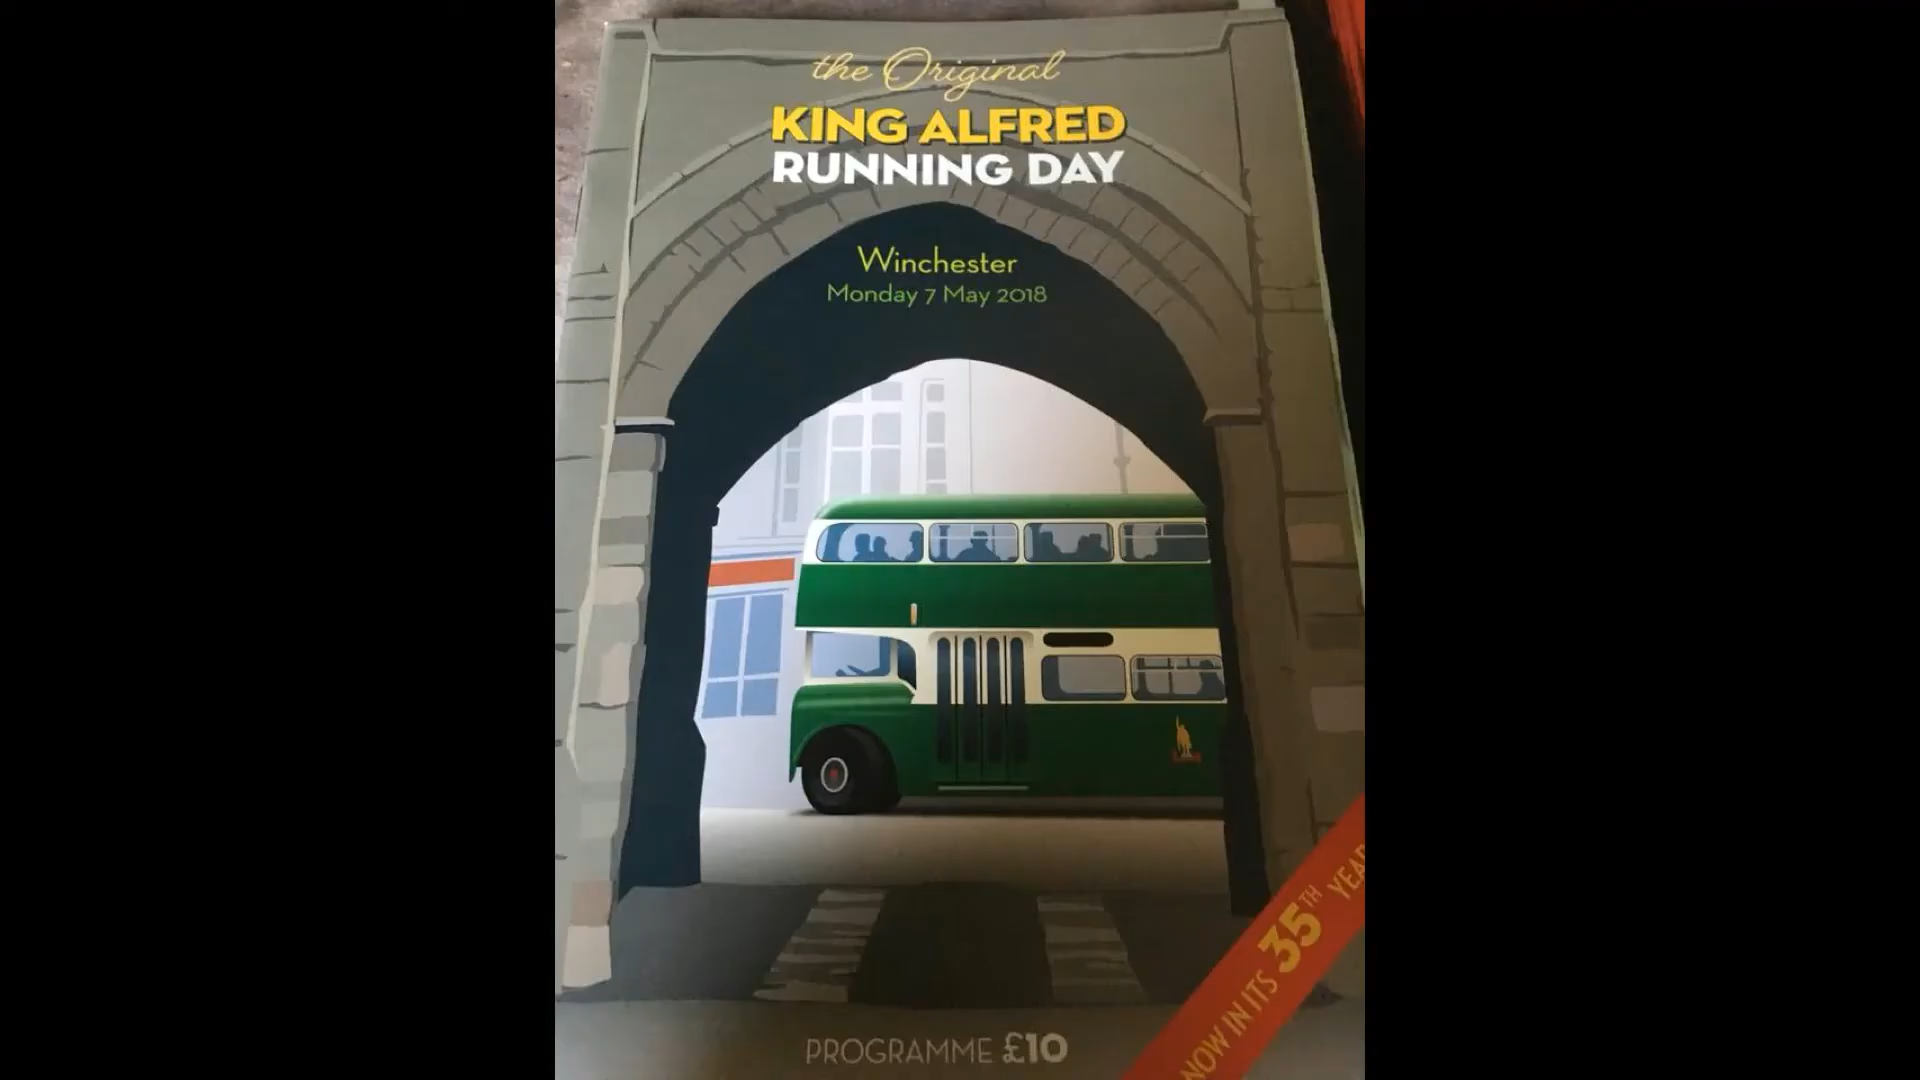 the Original
KING ALFRED
RUNNING DAY
Winchester
Monday 7 May 2018
NOW IN ITS 35TH YEAR
PROGRAMME £10